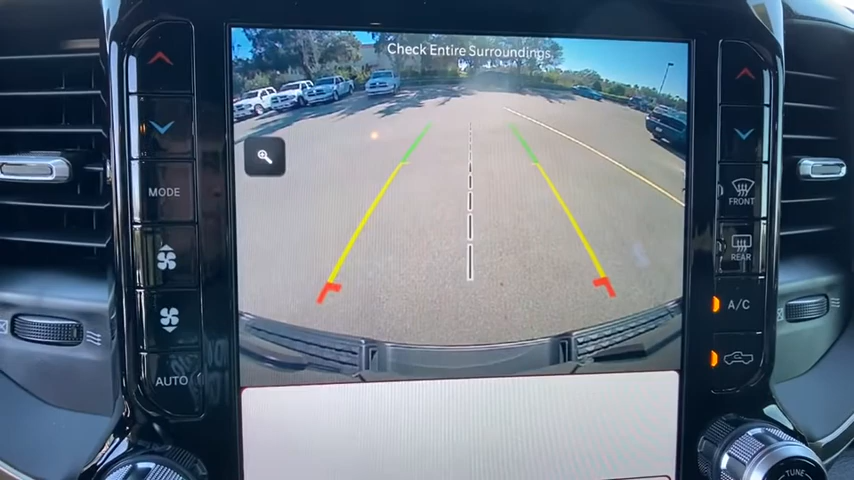 Check Entire Surroundings
MODE
FRONT
REAR
A/C
AUTO
TUNE